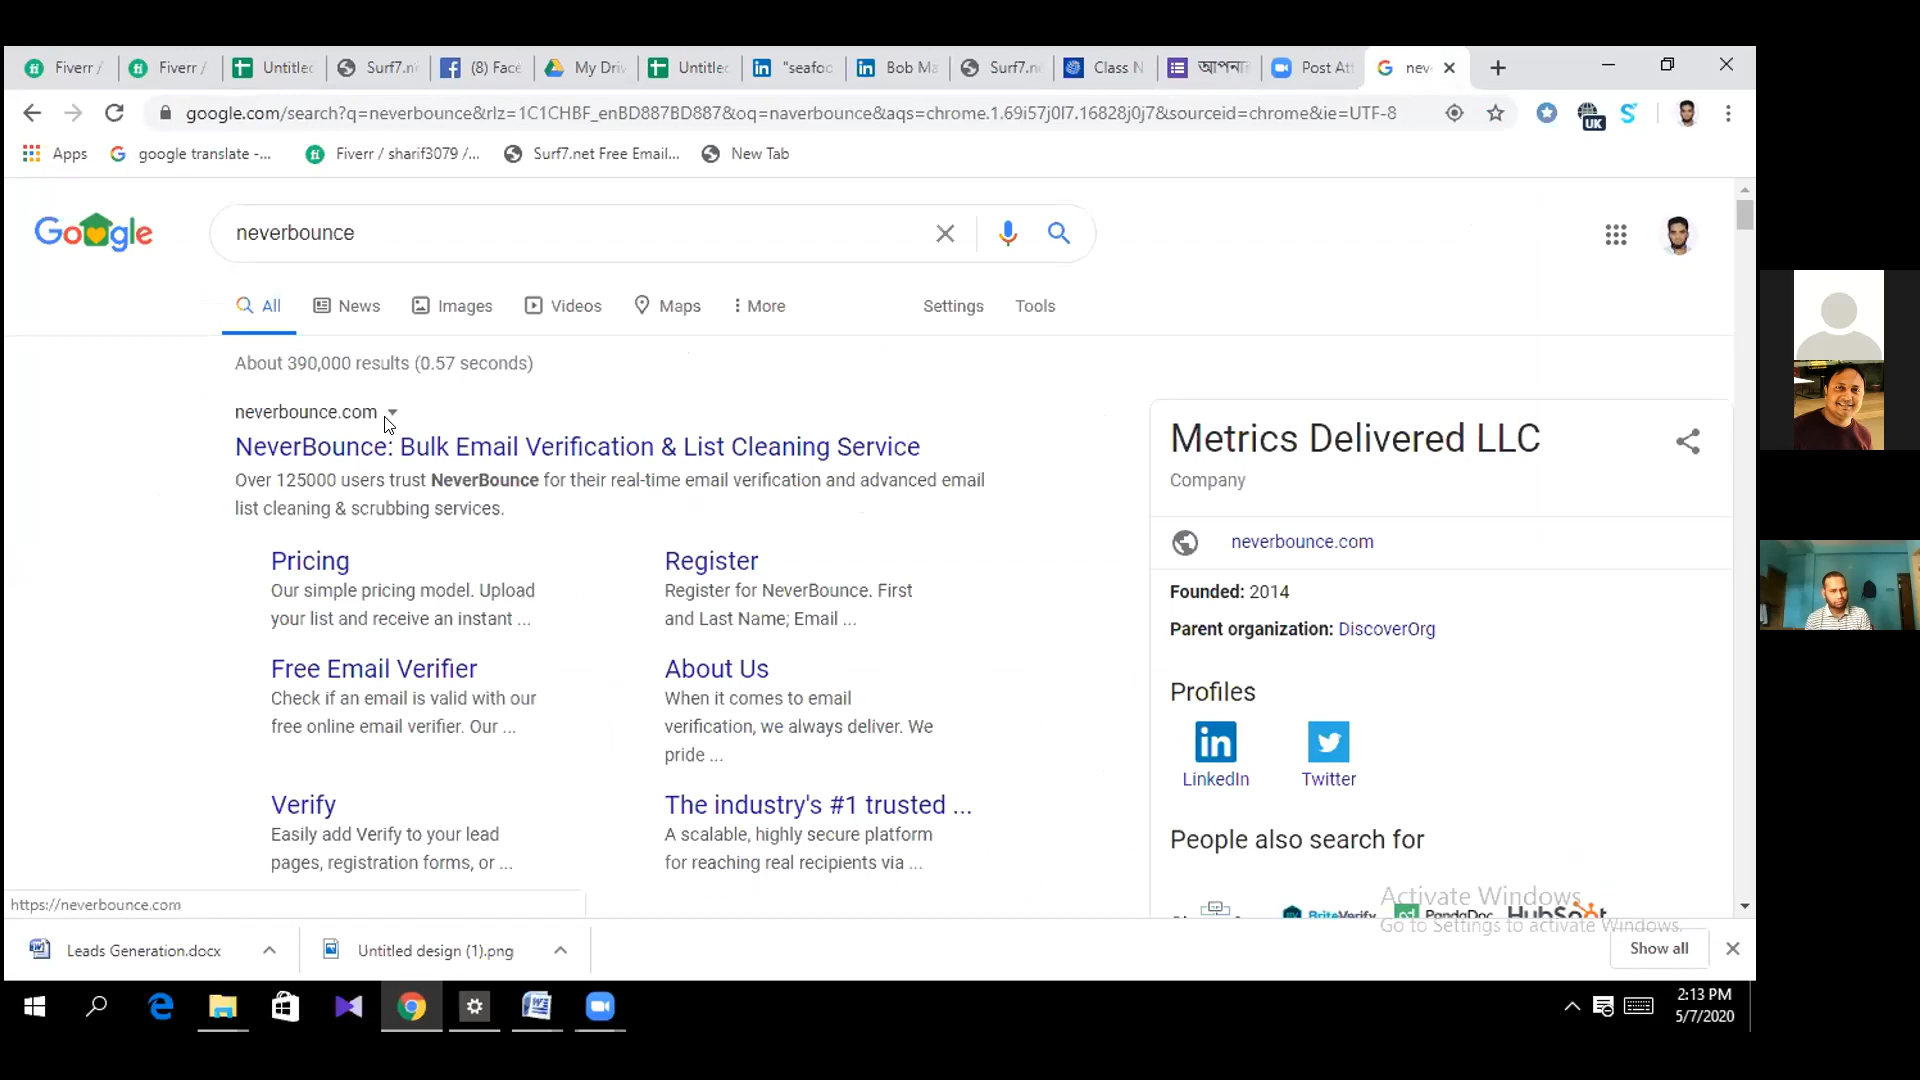 Fiverr /
Fiverr /
Untitled
Surf7.n
(8) Face
My Driv
Untitled
"seafoo
Bob Ma
Surf7.n
Class N
আপনা
Post Att
nev
google.com/search?q=neverbounce&rlz=1C1CHBF_enBD887BD887&oq=naverbounce&aqs=chrome.1.69i57j0l7.16828j0j7&sourceid=chrome&ie=UTF-8
UK
Apps
google translate -...
Fiverr / sharif3079 /...
Surf7.net Free Email...
New Tab
Google
neverbounce
All
News
Images
Videos
Maps
More
Settings
Tools
About 390,000 results (0.57 seconds)
neverbounce.com
NeverBounce: Bulk Email Verification & List Cleaning Service
Over 125000 users trust NeverBounce for their real-time email verification and advanced email
list cleaning & scrubbing services.
Pricing
Our simple pricing model. Upload
your list and receive an instant ...
Register
Register for NeverBounce. First
and Last Name; Email ...
Free Email Verifier
Check if an email is valid with our
free online email verifier. Our ...
About Us
When it comes to email
verification, we always deliver. We
pride ...
Verify
Easily add Verify to your lead
pages, registration forms, or ...
The industry's #1 trusted ...
A scalable, highly secure platform
for reaching real recipients via ...
Metrics Delivered LLC
Company
neverbounce.com
Founded: 2014
Parent organization: DiscoverOrg
Profiles
LinkedIn
Twitter
People also search for
BriteVerify
PandaDoc
HubSpot
Activate Windows
Go to Settings to activate Windows.
https://neverbounce.com
Leads Generation.docx
Untitled design (1).png
Show all
2:13 PM
5/7/2020